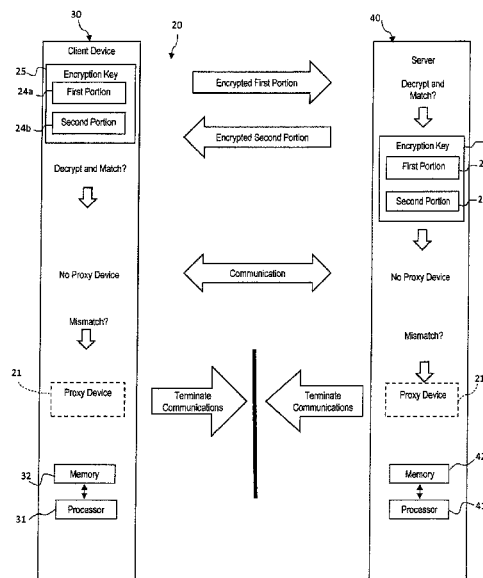 30
20
40
Client Device
25
Encryption Key
24a
First Portion
24b
Second Portion
Decrypt and Match?
No Proxy Device
Mismatch?
21
Proxy Device
32
Memory
31
Processor
Encrypted First Portion
Encrypted Second Portion
Communication
Terminate
Communications
Terminate
Communications
Server
Decrypt and
Match?
Encryption Key
First Portion
Second Portion
No Proxy Device
Mismatch?
21
Proxy Device
42
Memory
Processor